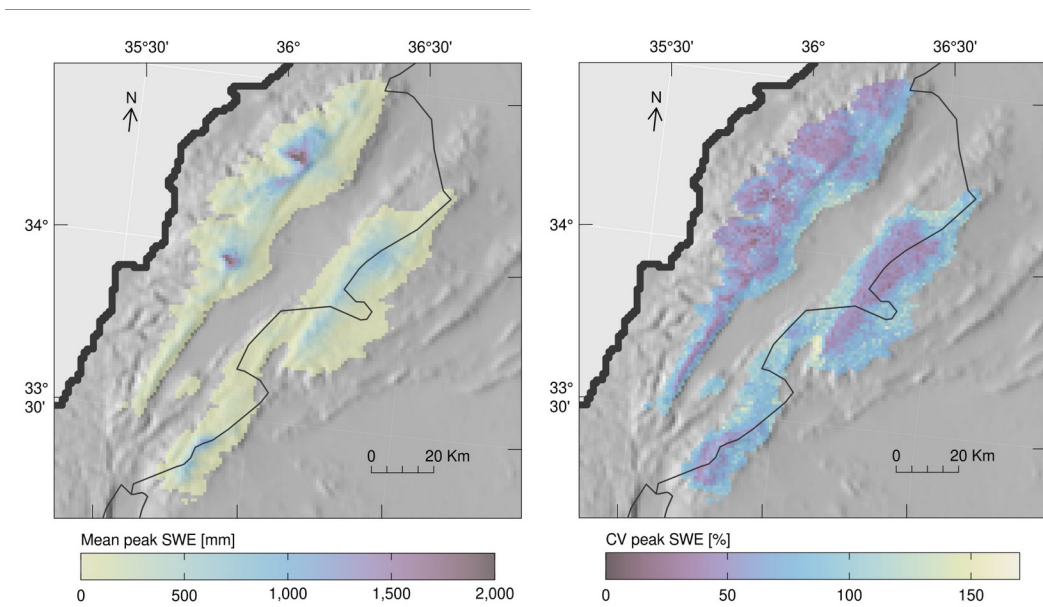 35°30' 36° 36°30'
N
34°
33°
30'
0 20 Km
Mean peak SWE [mm]
0 500 1,000 1,500 2,000
35°30' 36° 36°30'
N
34°
33°
30'
0 20 Km
CV peak SWE [%]
0 50 100 150